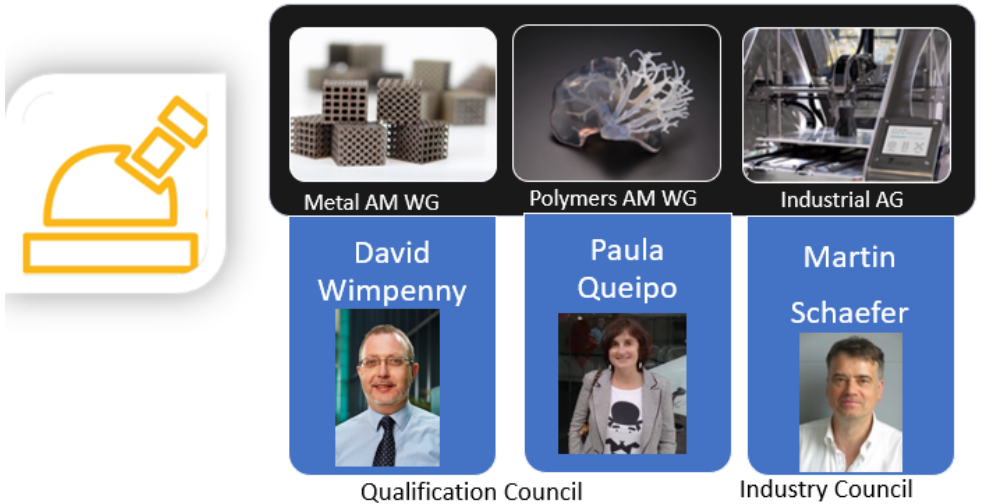 Metal AM WG
Polymers AM WG
Industrial AG
David
Wimpenny
Paula
Queipo
Martin
Schaefer
Qualification Council
Industry Council